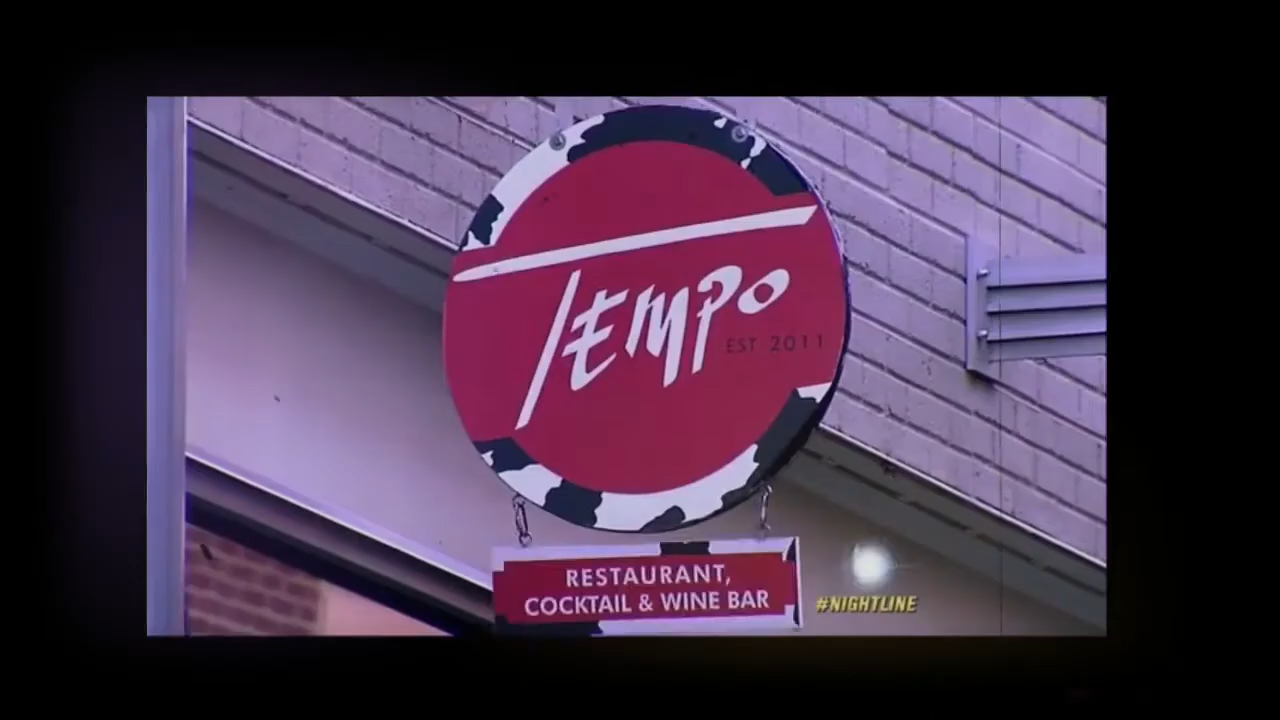 TEMPO
EST 2011
RESTAURANT,
COCKTAIL & WINE BAR
#NIGHTLINE